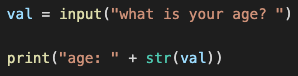 val = input("what is your age? ")
print("age: " + str(val))